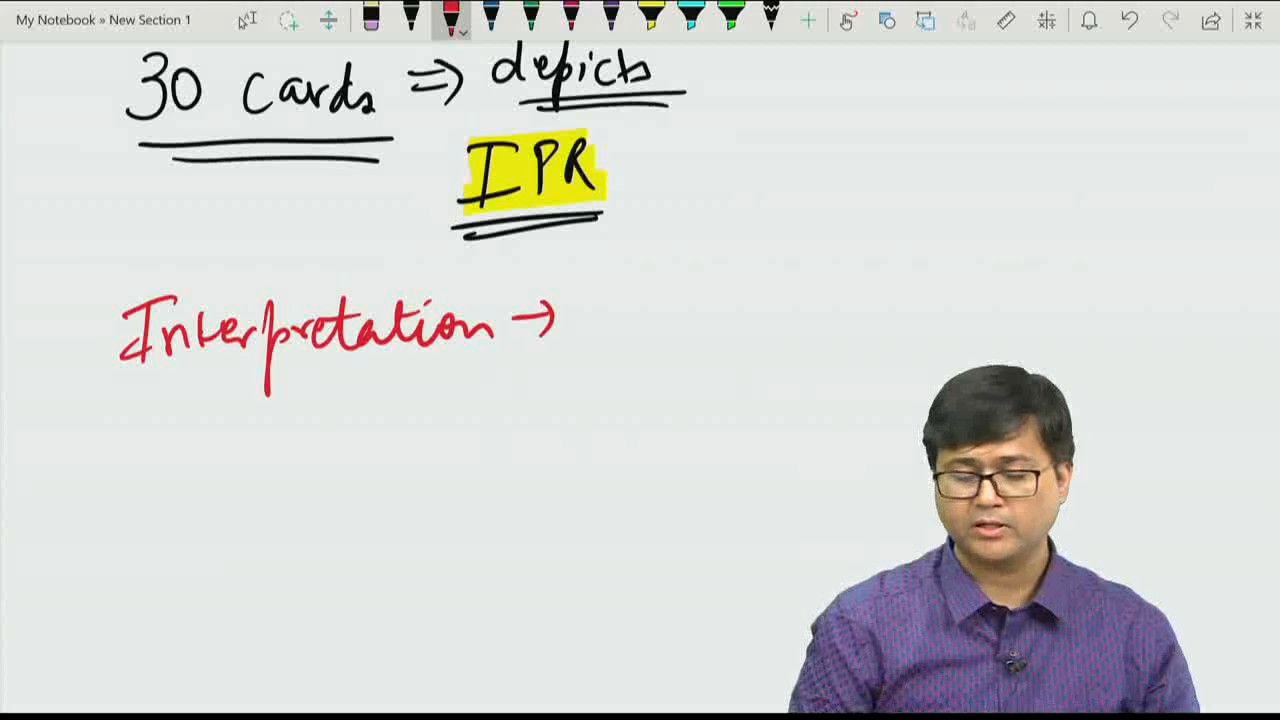 My Notebook » New Section 1
30 cards ⇒ depicts
IPR
Interpretation →